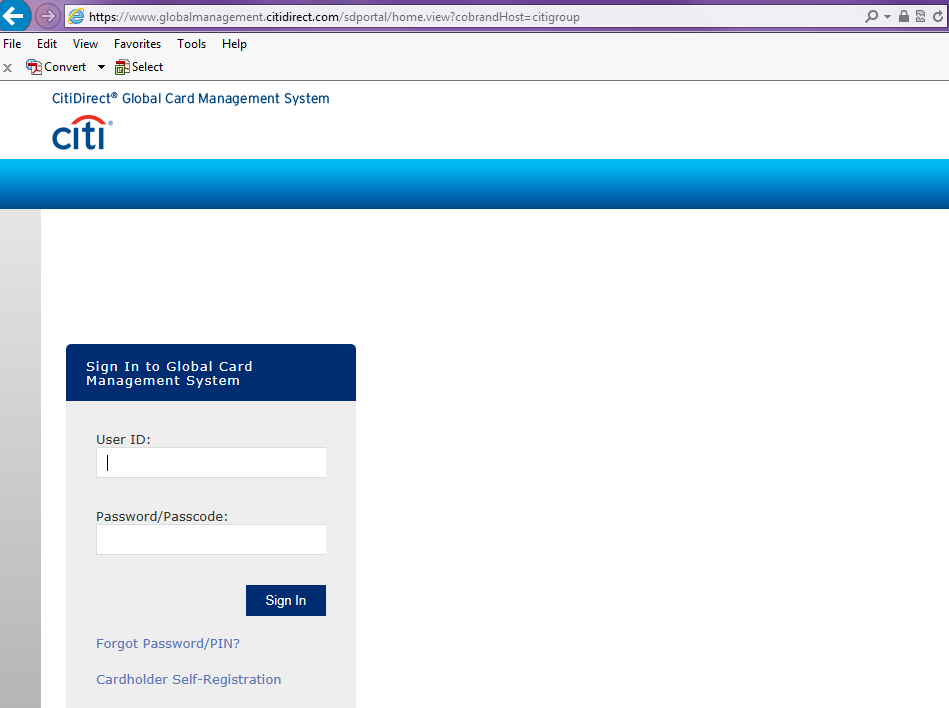 https://www.globalmanagement.citidirect.com/sdportal/home.view?cobrandHost=citigroup
File Edit View Favorites Tools Help
x Convert Select
CitiDirect® Global Card Management System
citi®
Sign In to Global Card
Management System
User ID:
Password/Passcode:
Sign In
Forgot Password/PIN?
Cardholder Self-Registration